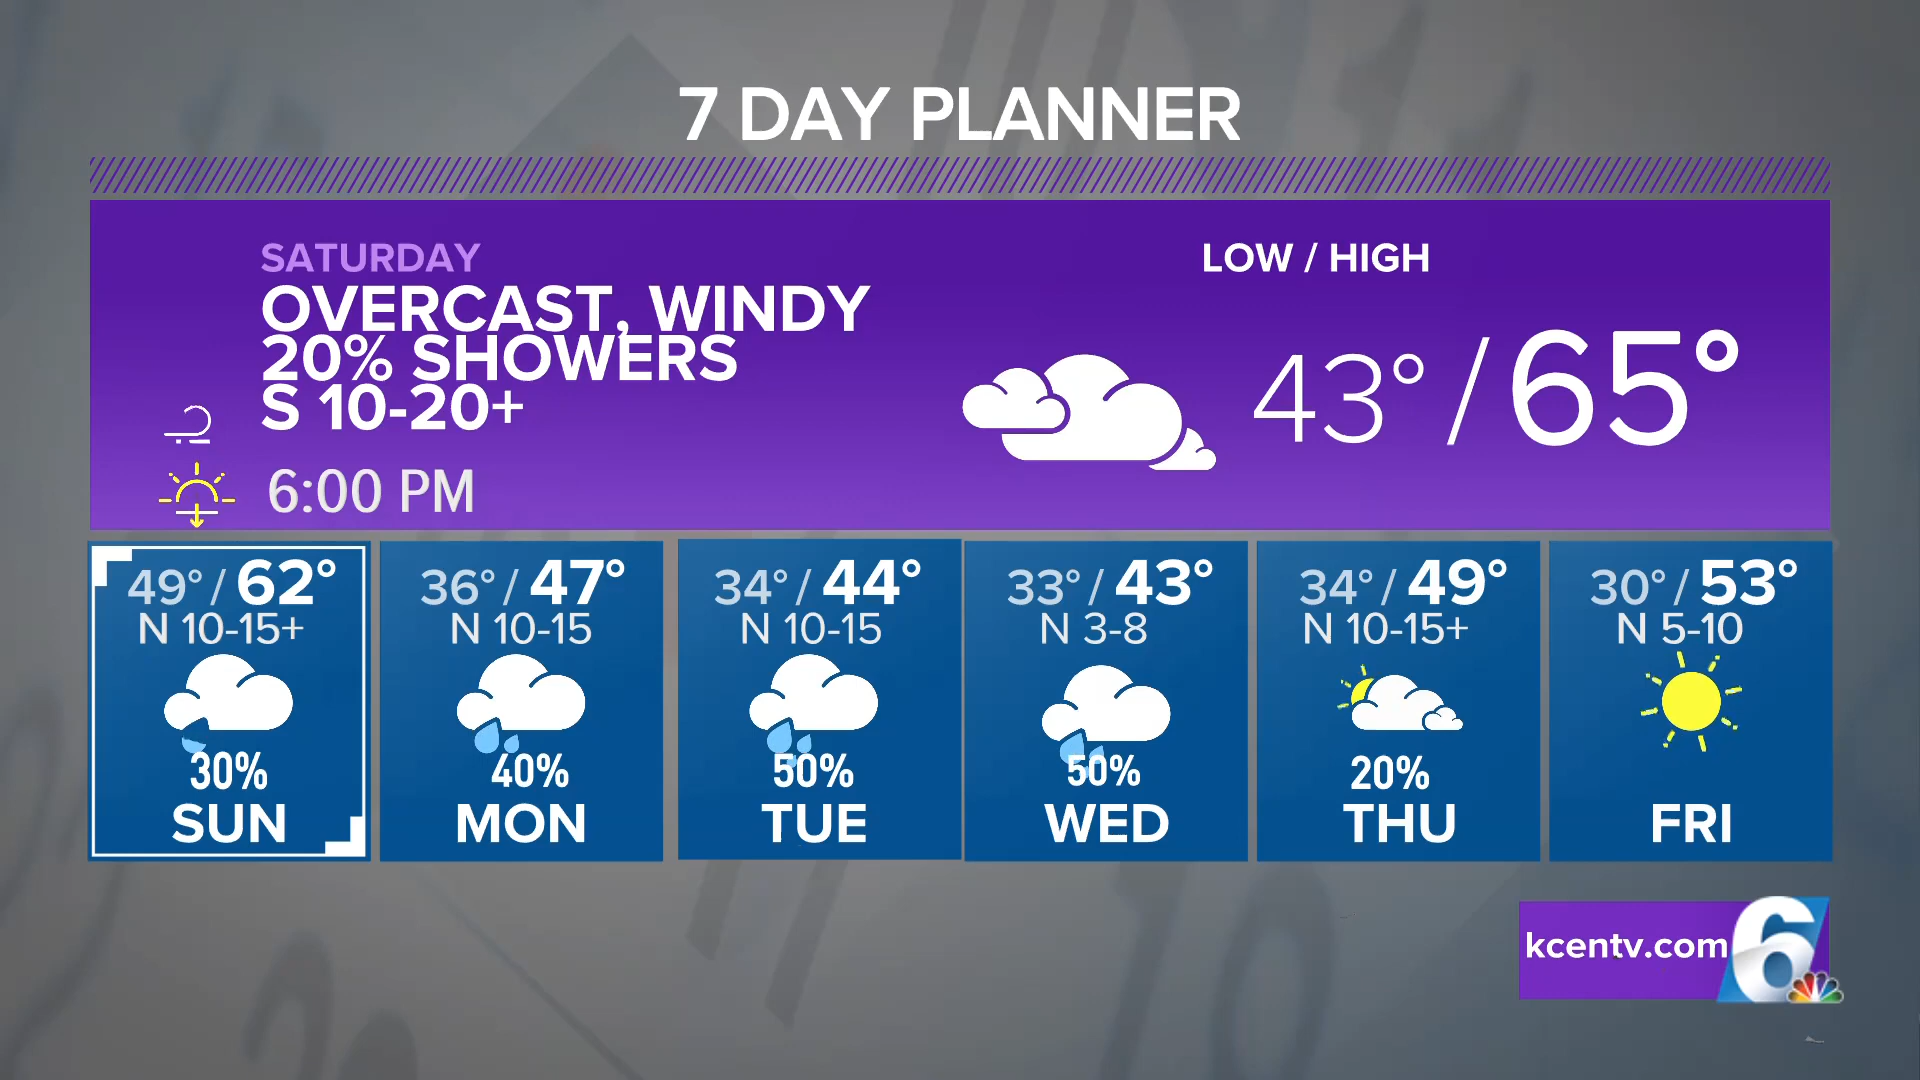 7 DAY PLANNER
SATURDAY
OVERCAST, WINDY
20% SHOWERS
S 10-20+
6:00 PM
LOW / HIGH
43° / 65°
49° / 62°
N 10-15+
30%
SUN
36° / 47°
N 10-15
40%
MON
34° / 44°
N 10-15
50%
TUE
33° / 43°
N 3-8
50%
WED
34° / 49°
N 10-15+
20%
THU
30° / 53°
N 5-10
FRI
kcentv.com 6